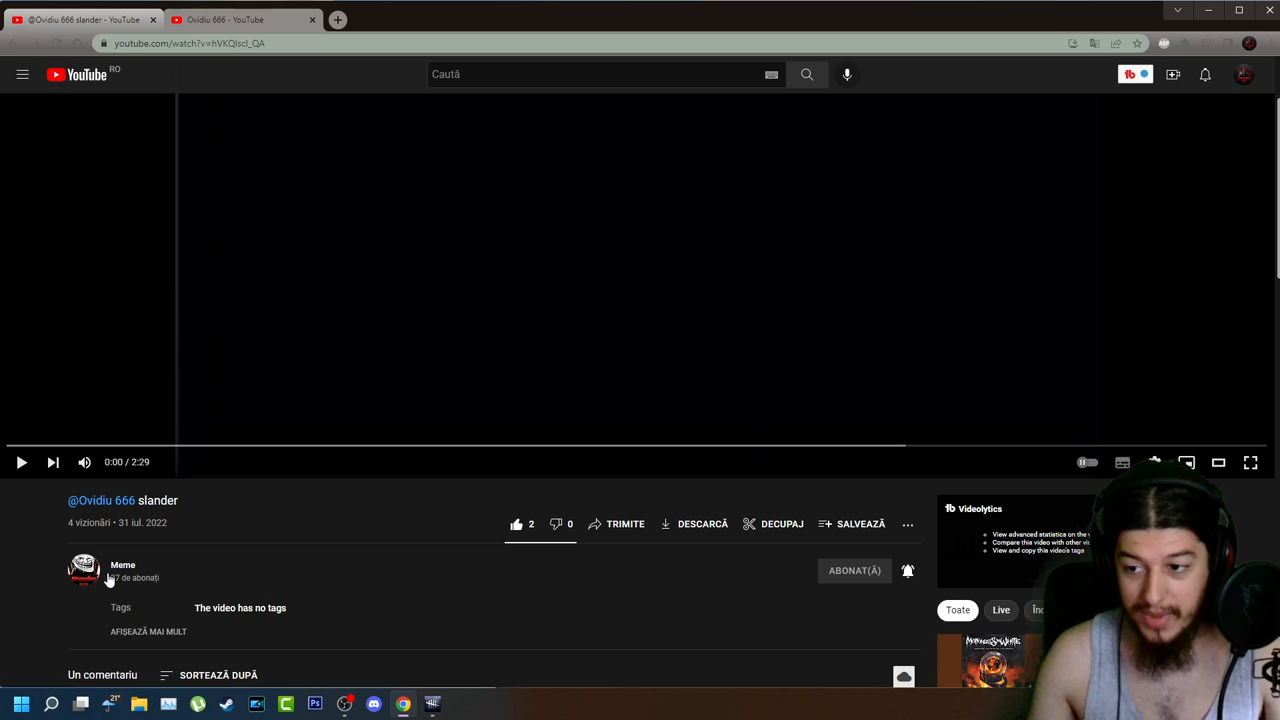 @Ovidiu 666 slander - YouTube
Ovidiu 666 - YouTube
youtube.com/watch?v=hVKQlscl_QA
YouTube RO
Caută
tb
0:00 / 2:29
@Ovidiu 666 slander
4 vizionări • 31 iul. 2022
2
0
TRIMITE
DESCARCĂ
DECUPAJ
SALVEAZĂ
Meme
de abonați
ABONAT(Ă)
Tags
The video has no tags
AFIȘEAZĂ MAI MULT
Un comentariu
SORTEAZĂ DUPĂ
tb Videolytics
View advanced statistics on the
Compare this video with other
View and copy this video's tags
Toate
Live
21°